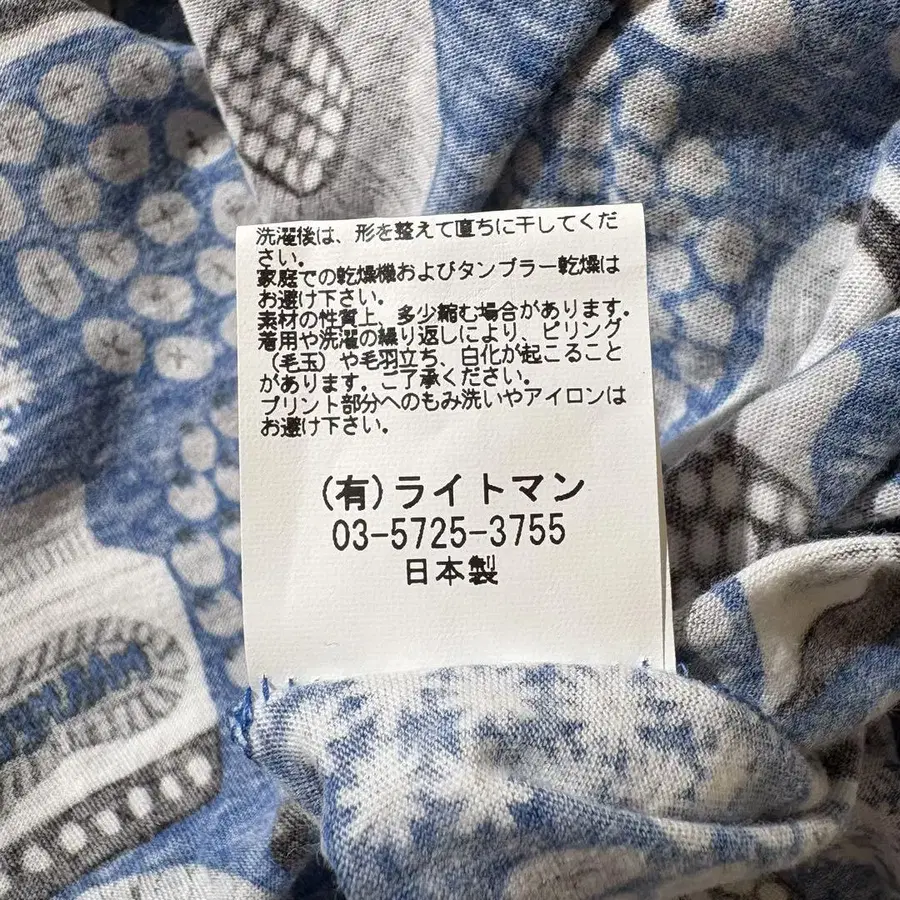 洗濯後は、形を整えて直ちに干してくだ
さい。
家庭での乾燥機およびタンブラー乾燥は
お避け下さい。
素材の性質上、多少縮む場合があります。
着用や洗濯の繰り返しにより、ピリング
（毛玉）や毛羽立ち、白化が起こること
があります。ご了承ください。
プリント部分へのもみ洗いやアイロンは
お避け下さい。
(有)ライトマン
03-5725-3755
日本製